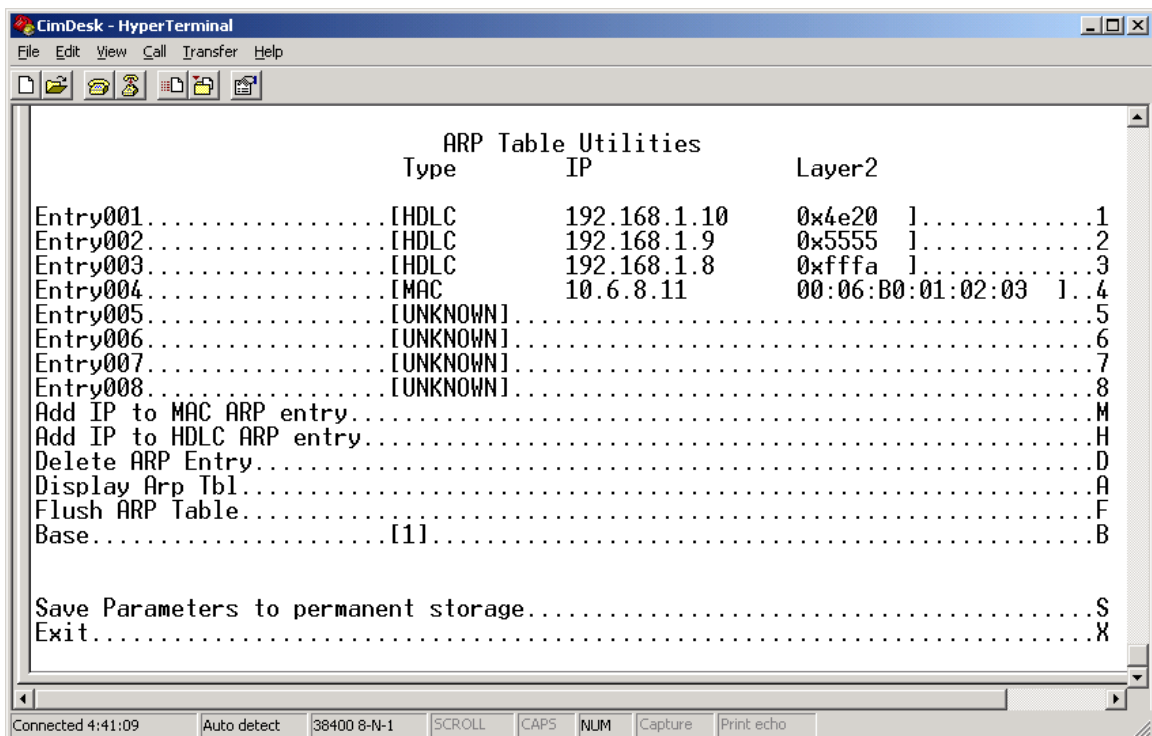 CimDesk - HyperTerminal
File Edit View Call Transfer Help
ARP Table Utilities
Type IP Layer2
Entry001..................[HDLC 192.168.1.10 0x4e20 ]..............1
Entry002..................[HDLC 192.168.1.9 0x5555 ]..............2
Entry003..................[HDLC 192.168.1.8 0xfffa ]..............3
Entry004..................[MAC 10.6.8.11 00:06:B0:01:02:03 ]..4
Entry005..................[UNKNOWN]...........................................5
Entry006..................[UNKNOWN]...........................................6
Entry007..................[UNKNOWN]...........................................7
Entry008..................[UNKNOWN]...........................................8
Add IP to MAC ARP entry.......................................................M
Add IP to HDLC ARP entry......................................................H
Delete ARP Entry..............................................................D
Display Arp Tbl...............................................................A
Flush ARP Table...............................................................F
Base......................[1].................................................B
Save Parameters to permanent storage..........................................S
Exit..........................................................................X
Connected 4:41:09 Auto detect 38400 8-N-1 SCROLL CAPS NUM Capture Print echo